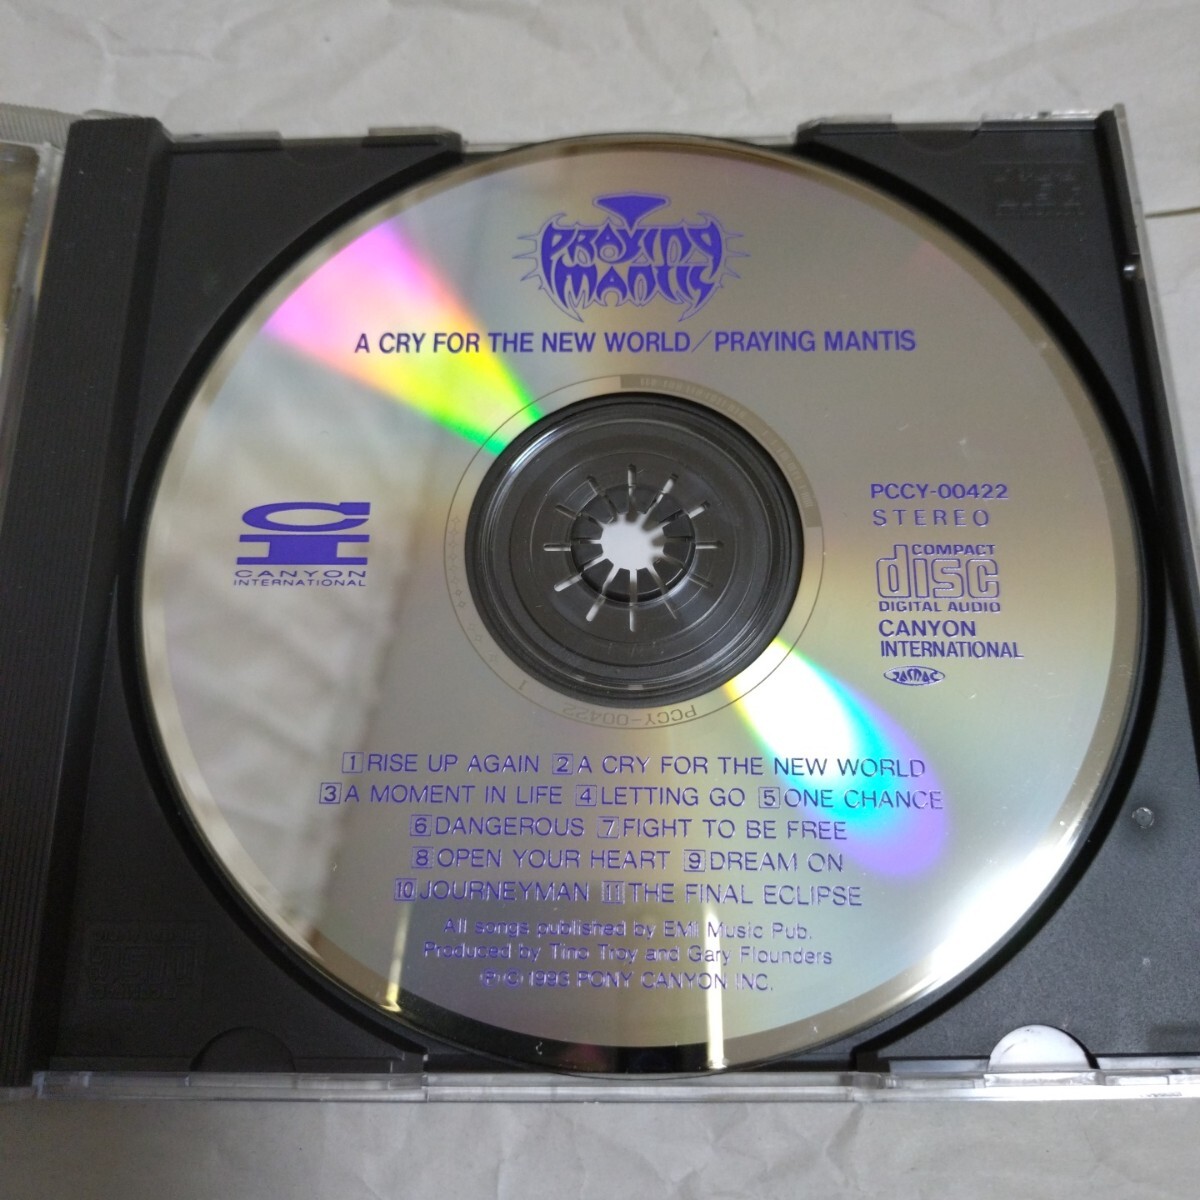 PRAYING
MANTIS
A CRY FOR THE NEW WORLD/PRAYING MANTIS
CI
CANYON
INTERNATIONAL
PCCY-00422
STEREO
COMPACT
disc
DIGITAL AUDIO
CANYON
INTERNATIONAL
JASRAC
PCCY-00422 1
1 RISE UP AGAIN 2 A CRY FOR THE NEW WORLD
3 A MOMENT IN LIFE 4 LETTING GO 5 ONE CHANCE
6 DANGEROUS 7 FIGHT TO BE FREE
8 OPEN YOUR HEART 9 DREAM ON
10 JOURNEYMAN 11 THE FINAL ECLIPSE
All songs published by EMI Music Pub.
Produced by Tino Troy and Gary Flounders
℗© 1993 PONY CANYON INC.